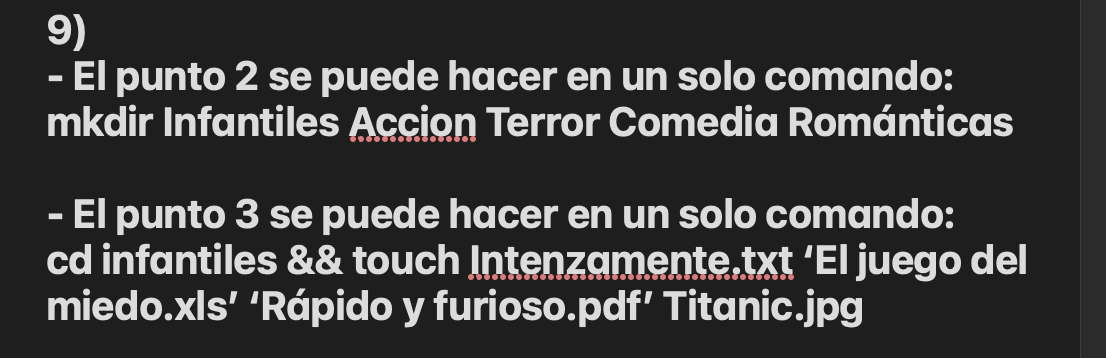 9)
- El punto 2 se puede hacer en un solo comando:
mkdir Infantiles Accion Terror Comedia Románticas
- El punto 3 se puede hacer en un solo comando:
cd infantiles && touch Intenzamente.txt ‘El juego del
miedo.xls’ ‘Rápido y furioso.pdf’ Titanic.jpg